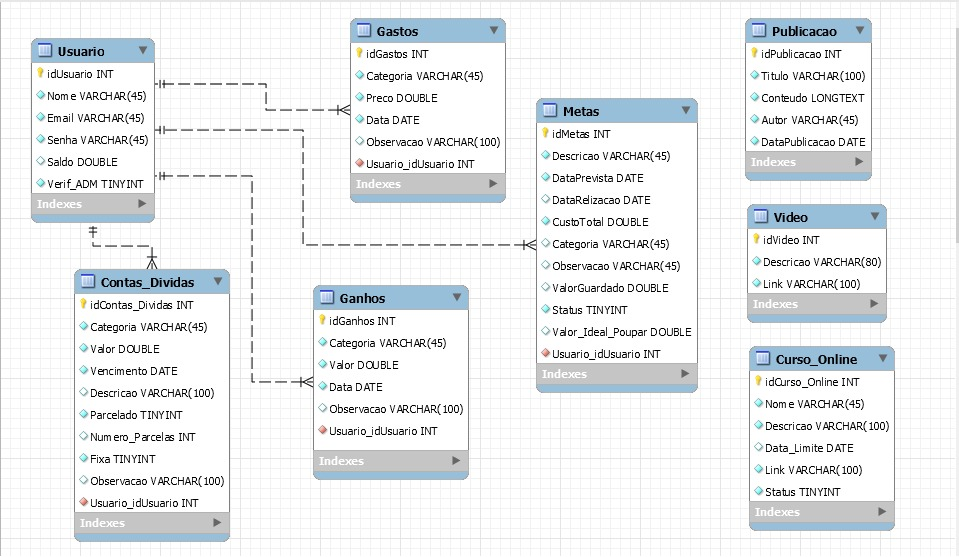 Usuario
idUsuario INT
Nome VARCHAR(45)
Email VARCHAR(45)
Senha VARCHAR(45)
Saldo DOUBLE
Verif_ADM TINYINT
Indexes
Gastos
idGastos INT
Categoria VARCHAR(45)
Preco DOUBLE
Data DATE
Observacao VARCHAR(100)
Usuario_idUsuario INT
Indexes
Metas
idMetas INT
Descricao VARCHAR(45)
DataPrevista DATE
DataRelizacao DATE
CustoTotal DOUBLE
Categoria VARCHAR(45)
Observacao VARCHAR(45)
ValorGuardado DOUBLE
Status TINYINT
Valor_Ideal_Poupar DOUBLE
Usuario_idUsuario INT
Indexes
Publicacao
idPublicacao INT
Titulo VARCHAR(100)
Conteudo LONGTEXT
Autor VARCHAR(45)
DataPublicacao DATE
Indexes
Video
idVideo INT
Descricao VARCHAR(80)
Link VARCHAR(100)
Indexes
Contas_Dividas
idContas_Dividas INT
Categoria VARCHAR(45)
Valor DOUBLE
Vencimento DATE
Descricao VARCHAR(100)
Parcelado TINYINT
Numero_Parcelas INT
Fixa TINYINT
Observacao VARCHAR(100)
Usuario_idUsuario INT
Indexes
Ganhos
idGanhos INT
Categoria VARCHAR(45)
Valor DOUBLE
Data DATE
Observacao VARCHAR(100)
Usuario_idUsuario INT
Indexes
Curso_Online
idCurso_Online INT
Nome VARCHAR(45)
Descricao VARCHAR(100)
Data_Limite DATE
Link VARCHAR(100)
Status TINYINT
Indexes